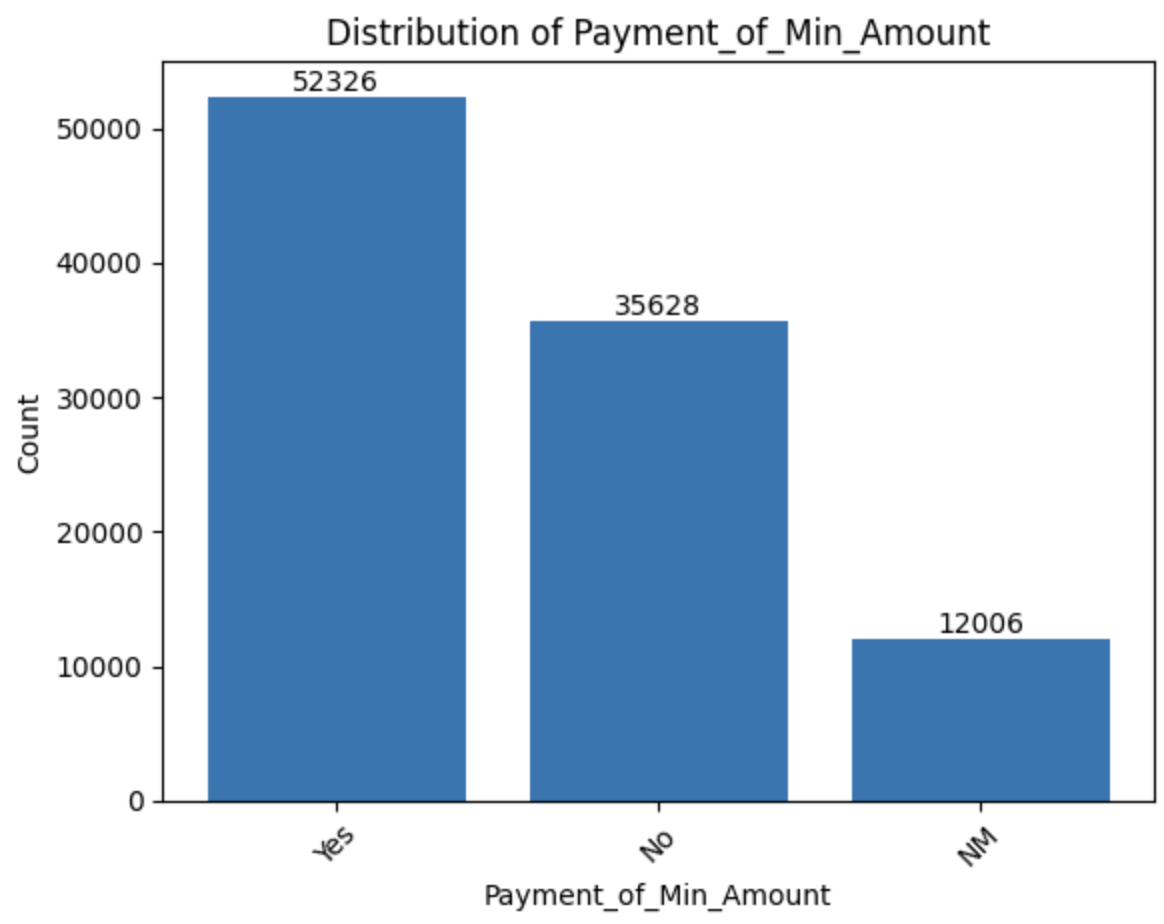 Distribution of Payment_of_Min_Amount
52326
35628
12006
50000
40000
30000
20000
10000
0
Count
Yes
No
NM
Payment_of_Min_Amount